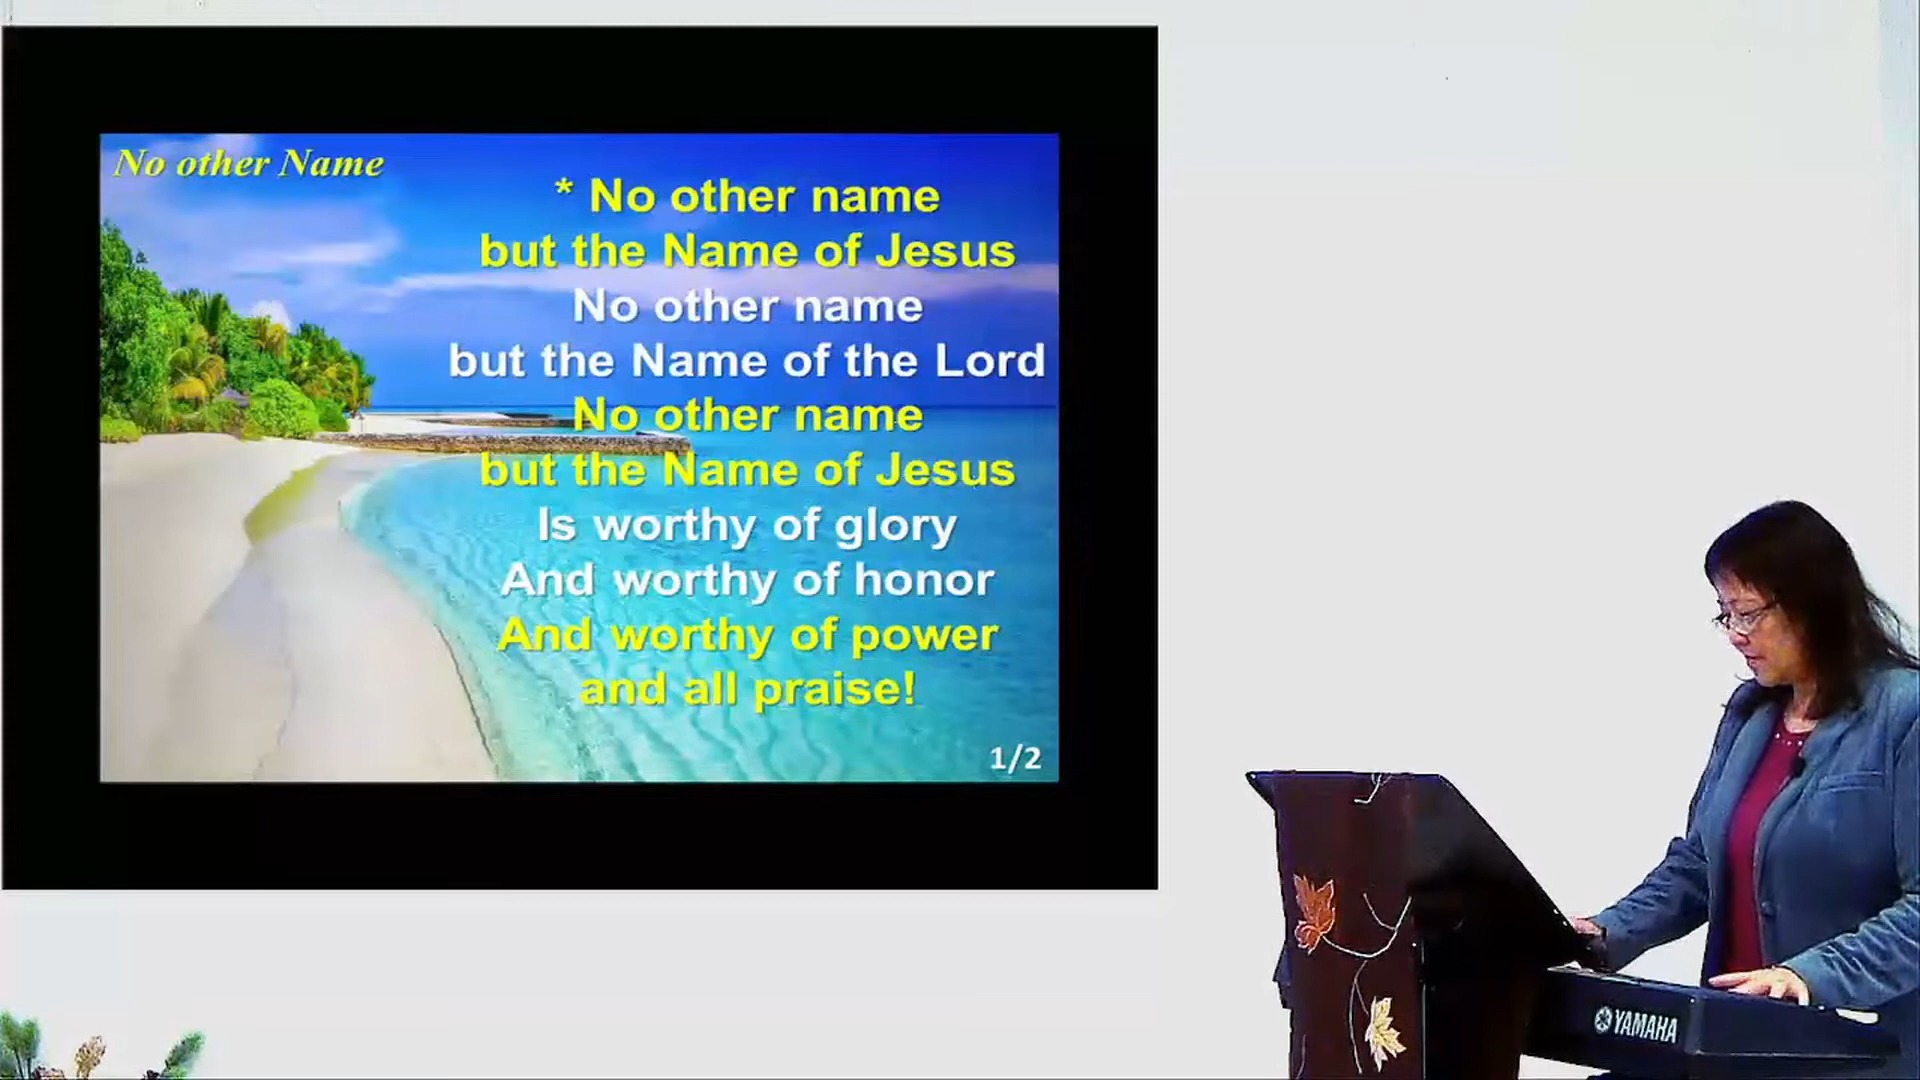 No other Name
* No other name
but the Name of Jesus
No other name
but the Name of the Lord
No other name
but the Name of Jesus
Is worthy of glory
And worthy of honor
And worthy of power
and all praise!
1/2
YAMAHA